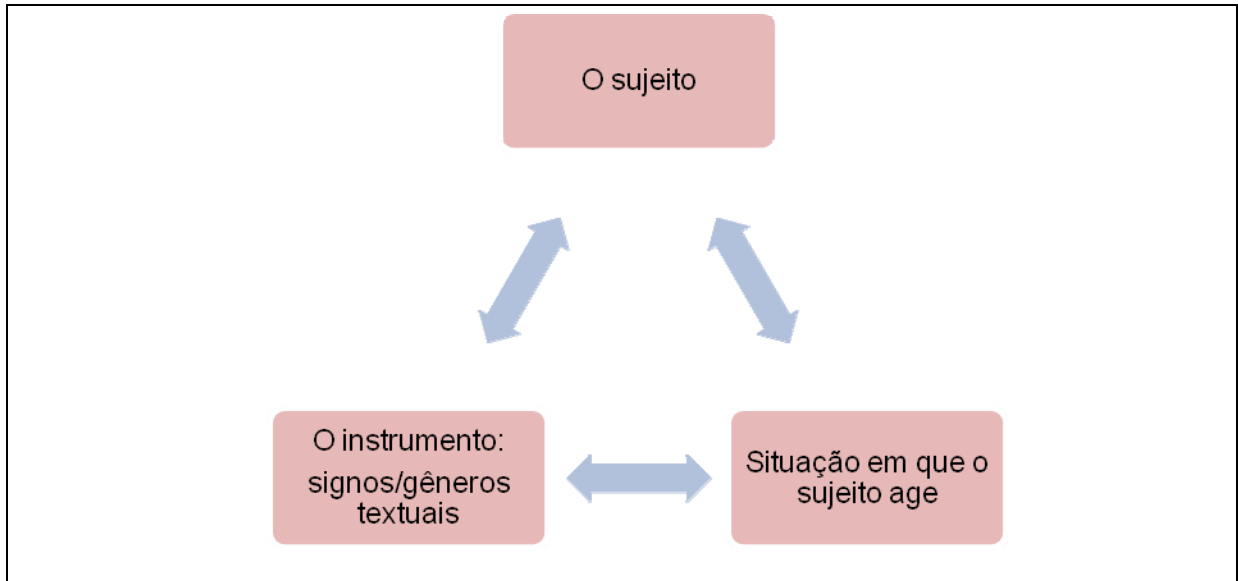 O sujeito
O instrumento:
signos/gêneros
textuais
Situação em que o
sujeito age